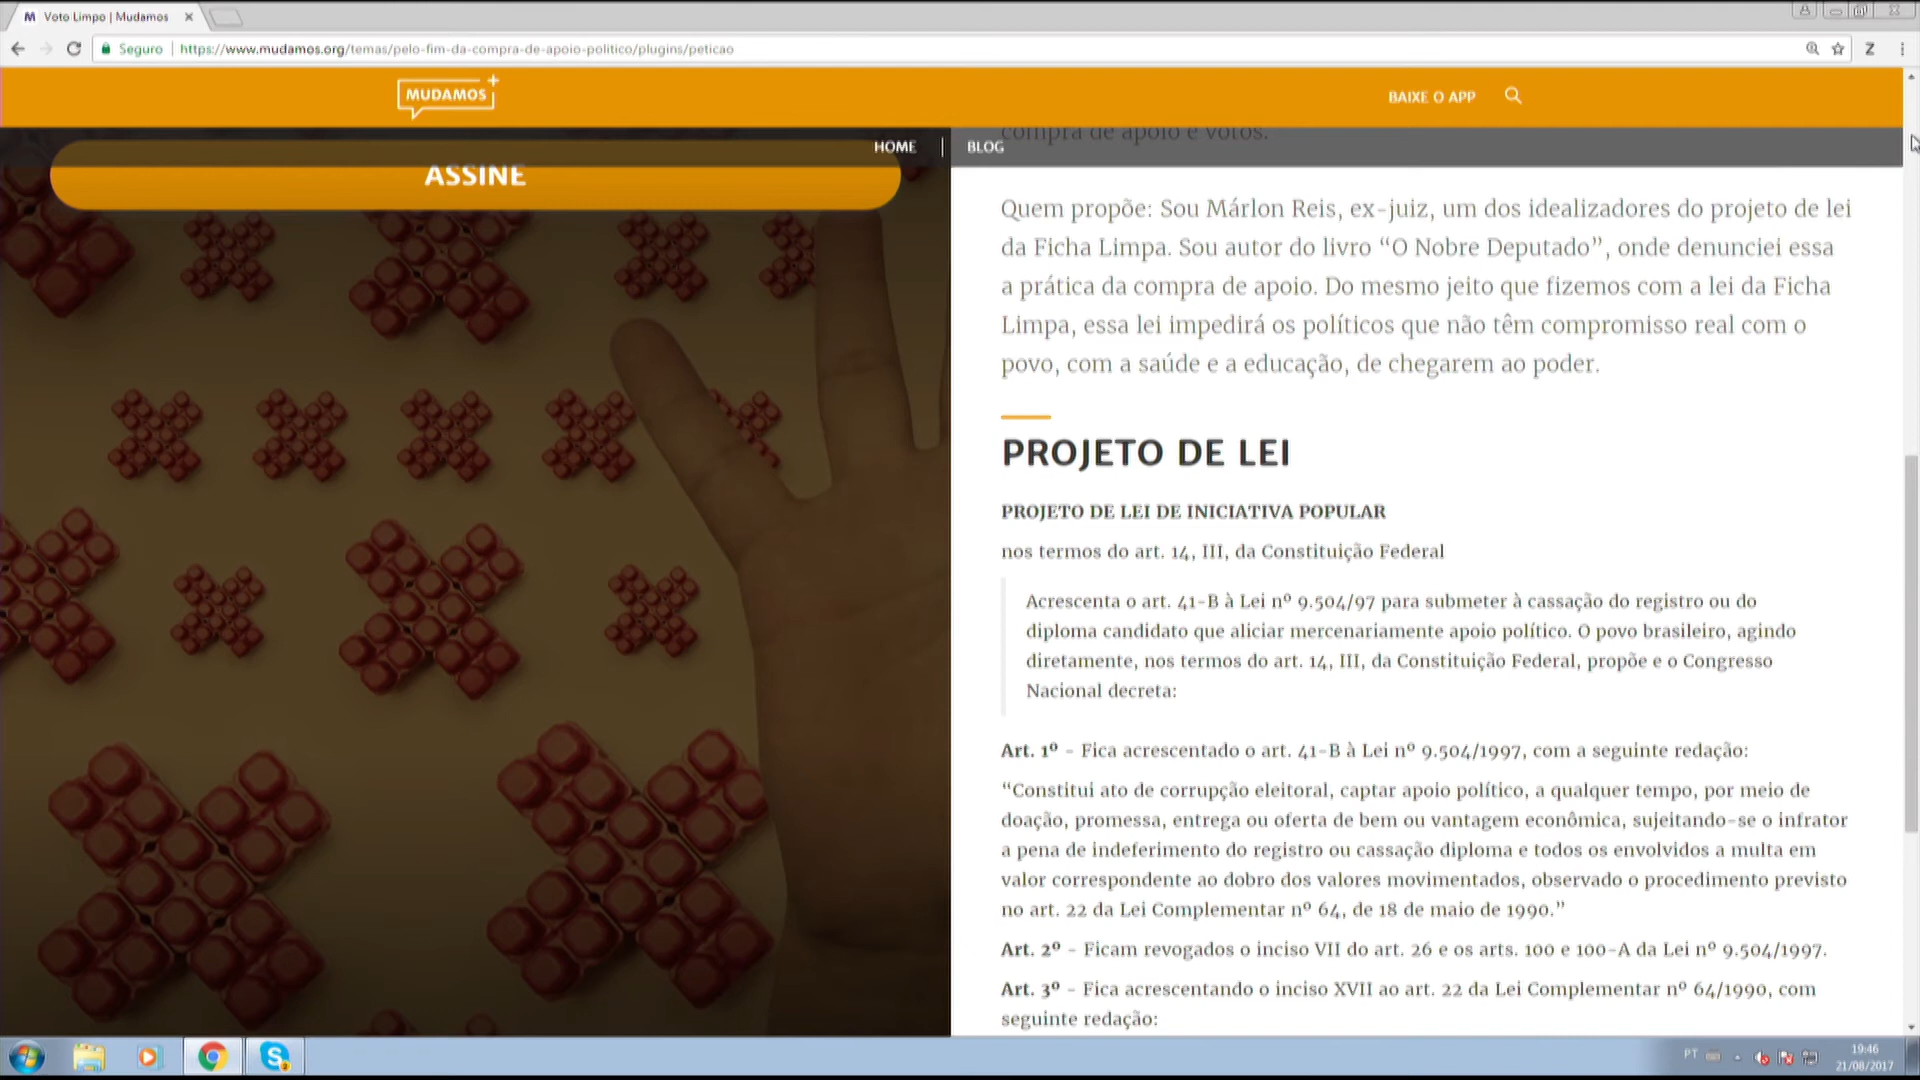 Voto Limpo | Mudamos
Seguro
https://www.mudamos.org/temas/pelo-fim-da-compra-de-apoio-politico/plugins/peticao
MUDAMOS
BAIXE O APP
HOME
BLOG
ASSINE
compra de apoio e votos.
Quem propõe: Sou Márlon Reis, ex-juiz, um dos idealizadores do projeto de lei
da Ficha Limpa. Sou autor do livro “O Nobre Deputado”, onde denunciei essa
a prática da compra de apoio. Do mesmo jeito que fizemos com a lei da Ficha
Limpa, essa lei impedirá os políticos que não têm compromisso real com o
povo, com a saúde e a educação, de chegarem ao poder.
PROJETO DE LEI
PROJETO DE LEI DE INICIATIVA POPULAR
nos termos do art. 14, III, da Constituição Federal
Acrescenta o art. 41-B à Lei nº 9.504/97 para submeter à cassação do registro ou do
diploma candidato que aliciar mercenariamente apoio político. O povo brasileiro, agindo
diretamente, nos termos do art. 14, III, da Constituição Federal, propõe e o Congresso
Nacional decreta:
Art. 1º - Fica acrescentado o art. 41-B à Lei nº 9.504/1997, com a seguinte redação:
“Constitui ato de corrupção eleitoral, captar apoio político, a qualquer tempo, por meio de
doação, promessa, entrega ou oferta de bem ou vantagem econômica, sujeitando-se o infrator
a pena de indeferimento do registro ou cassação diploma e todos os envolvidos a multa em
valor correspondente ao dobro dos valores movimentados, observado o procedimento previsto
no art. 22 da Lei Complementar nº 64, de 18 de maio de 1990.”
Art. 2º - Ficam revogados o inciso VII do art. 26 e os arts. 100 e 100-A da Lei nº 9.504/1997.
Art. 3º - Fica acrescentando o inciso XVII ao art. 22 da Lei Complementar nº 64/1990, com
seguinte redação:
PT
19:46
21/08/2017